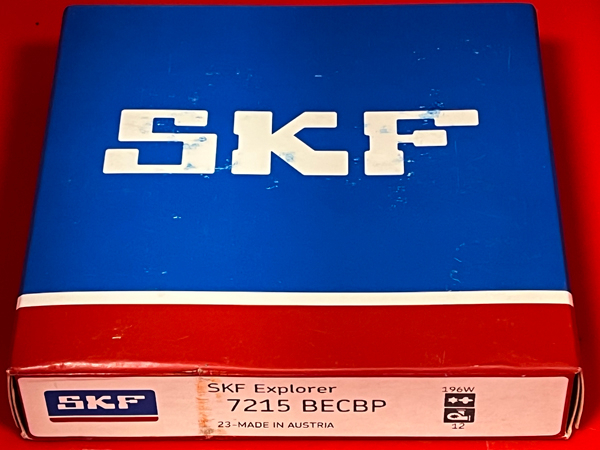 SKF
SKF Explorer
7215 BECBP
23-MADE IN AUSTRIA
SKF
196W
12